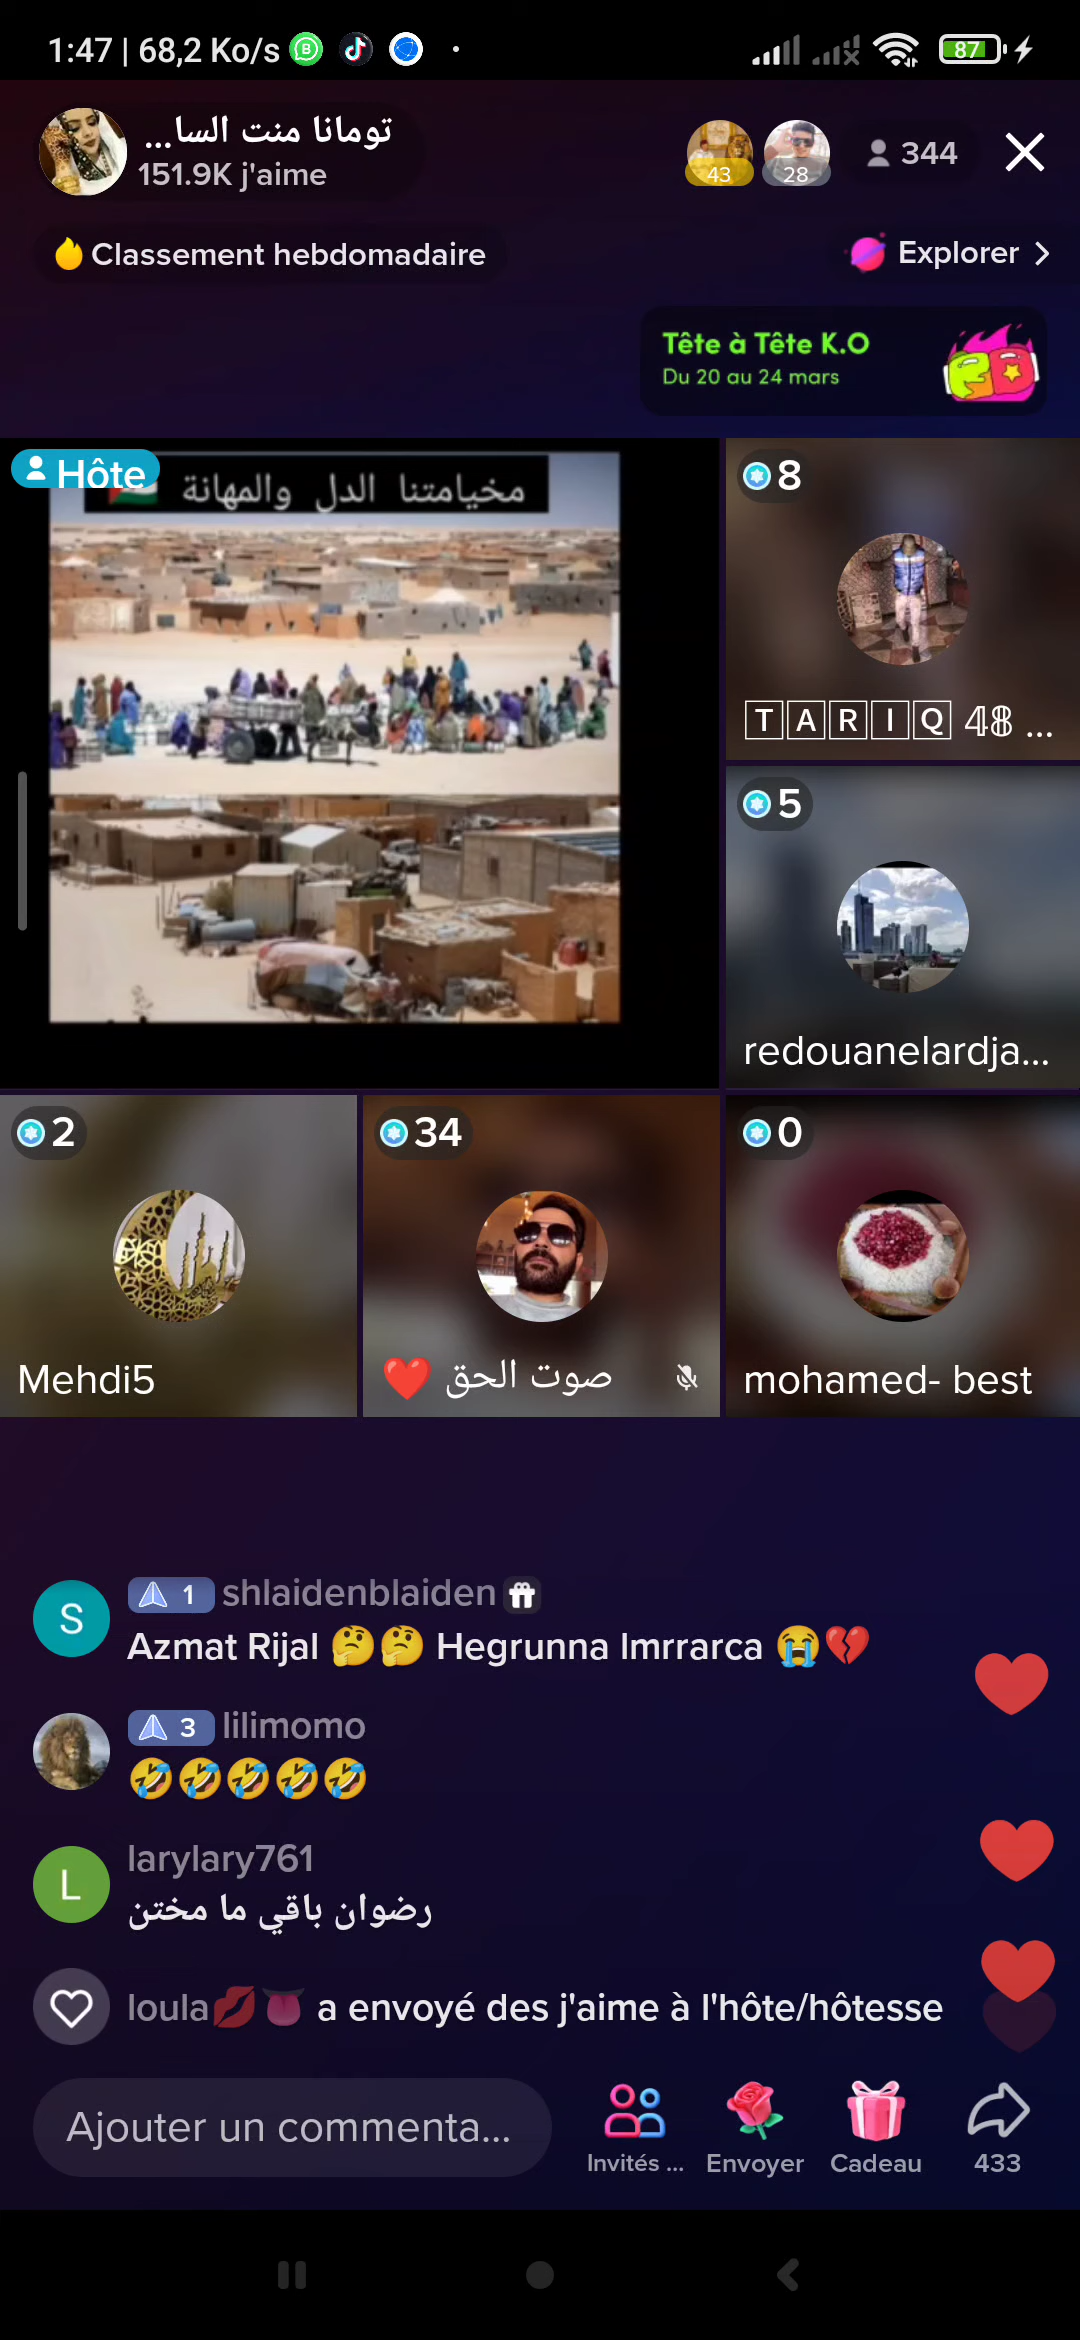 1:47 | 68,2 Ko/s
87
تومانا منت السا...
151.9K j'aime
43
28
344
Classement hebdomadaire
Explorer
Tête à Tête K.O
Du 20 au 24 mars
Hôte
مخيامتنا الدل والمهانة
8
🅃🄰🅁🄸🅀 𝟜𝟠 ...
5
redouanelardja...
2
Mehdi5
34
❤️ صوت الحق
0
mohamed- best
S
1 shlaidenblaiden
Azmat Rijal 🤔🤔 Hegrunna Imrrarca 😭💔
3 lilimomo
🤣🤣🤣🤣🤣
L
larylary761
رضوان باقي ما مختن
loula💋👅 a envoyé des j'aime à l'hôte/hôtesse
Ajouter un commenta...
Invités ...
Envoyer
Cadeau
433